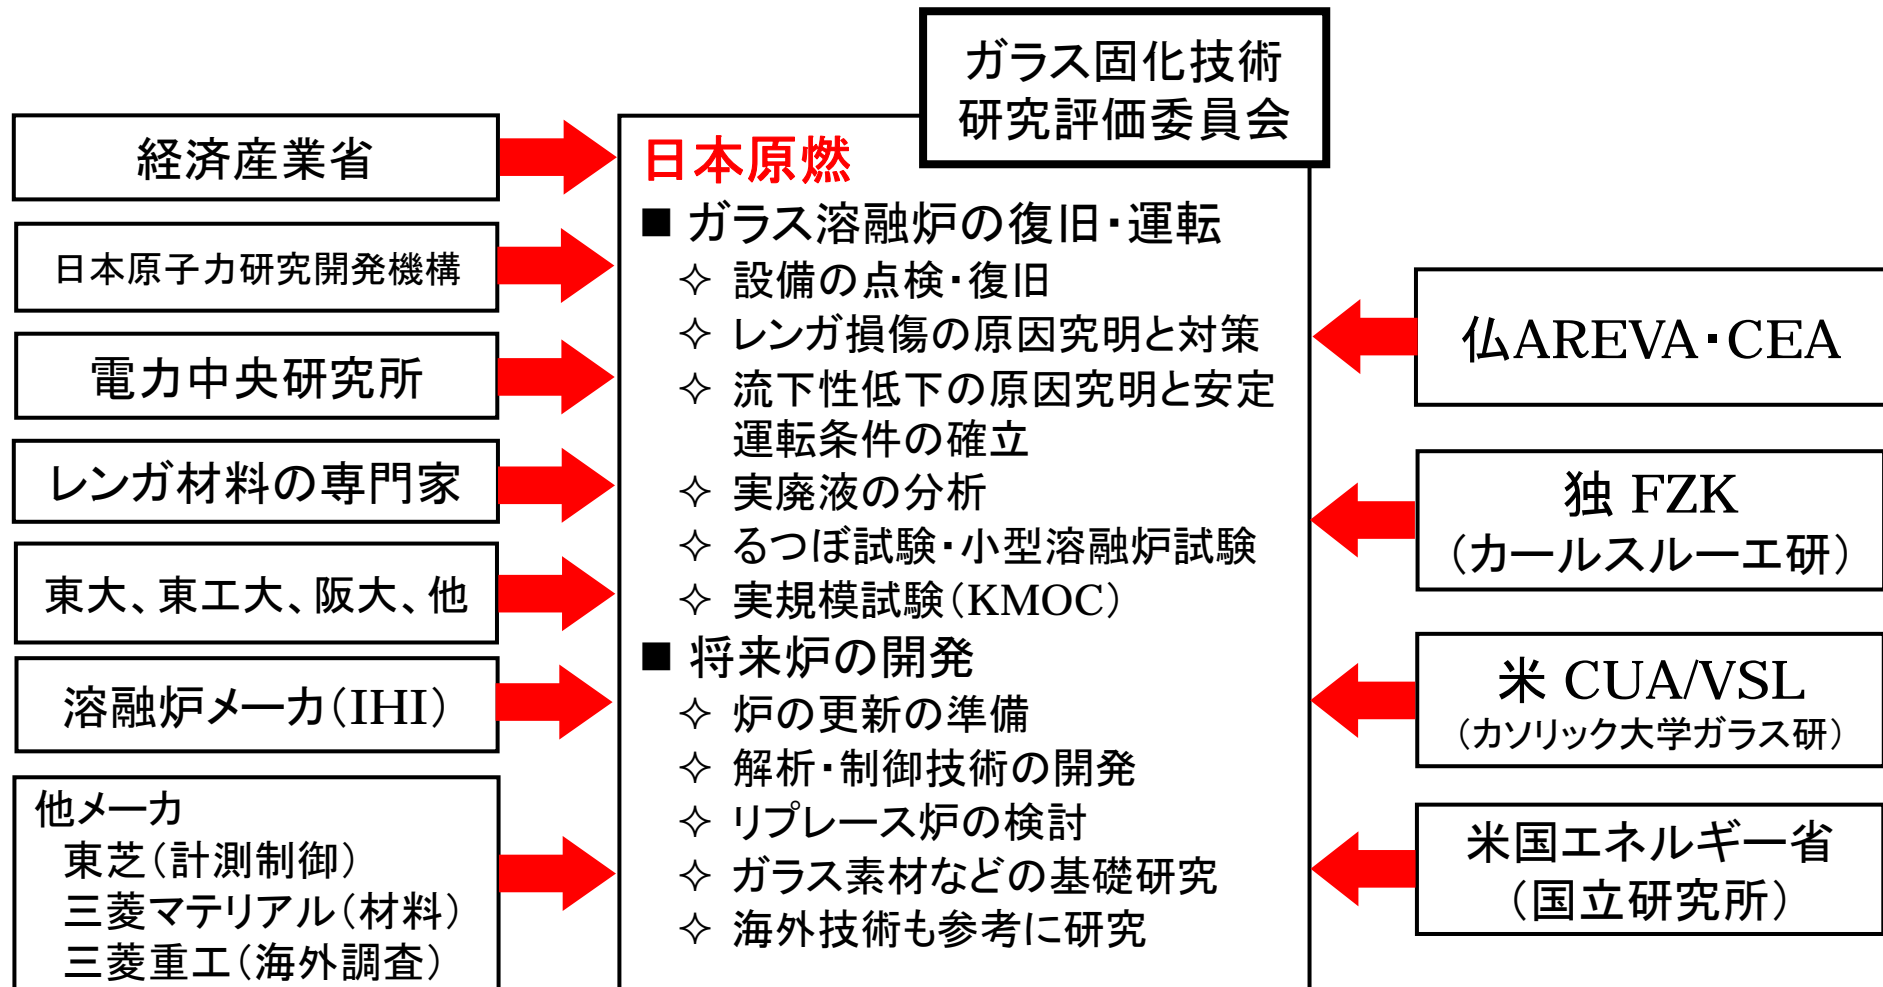 ガラス固化技術
研究評価委員会
経済産業省
日本原子力研究開発機構
電力中央研究所
レンガ材料の専門家
東大、東工大、阪大、他
溶融炉メーカ(IHI)
他メーカ
東芝(計測制御)
三菱マテリアル(材料)
三菱重工(海外調査)
日本原燃
■ ガラス溶融炉の復旧・運転
✧ 設備の点検・復旧
✧ レンガ損傷の原因究明と対策
✧ 流下性低下の原因究明と安定
運転条件の確立
✧ 実廃液の分析
✧ るつぼ試験・小型溶融炉試験
✧ 実規模試験(KMOC)
■ 将来炉の開発
✧ 炉の更新の準備
✧ 解析・制御技術の開発
✧ リプレース炉の検討
✧ ガラス素材などの基礎研究
✧ 海外技術も参考に研究
仏AREVA・CEA
独 FZK
(カールスルーエ研)
米 CUA/VSL
(カソリック大学ガラス研)
米国エネルギー省
(国立研究所)